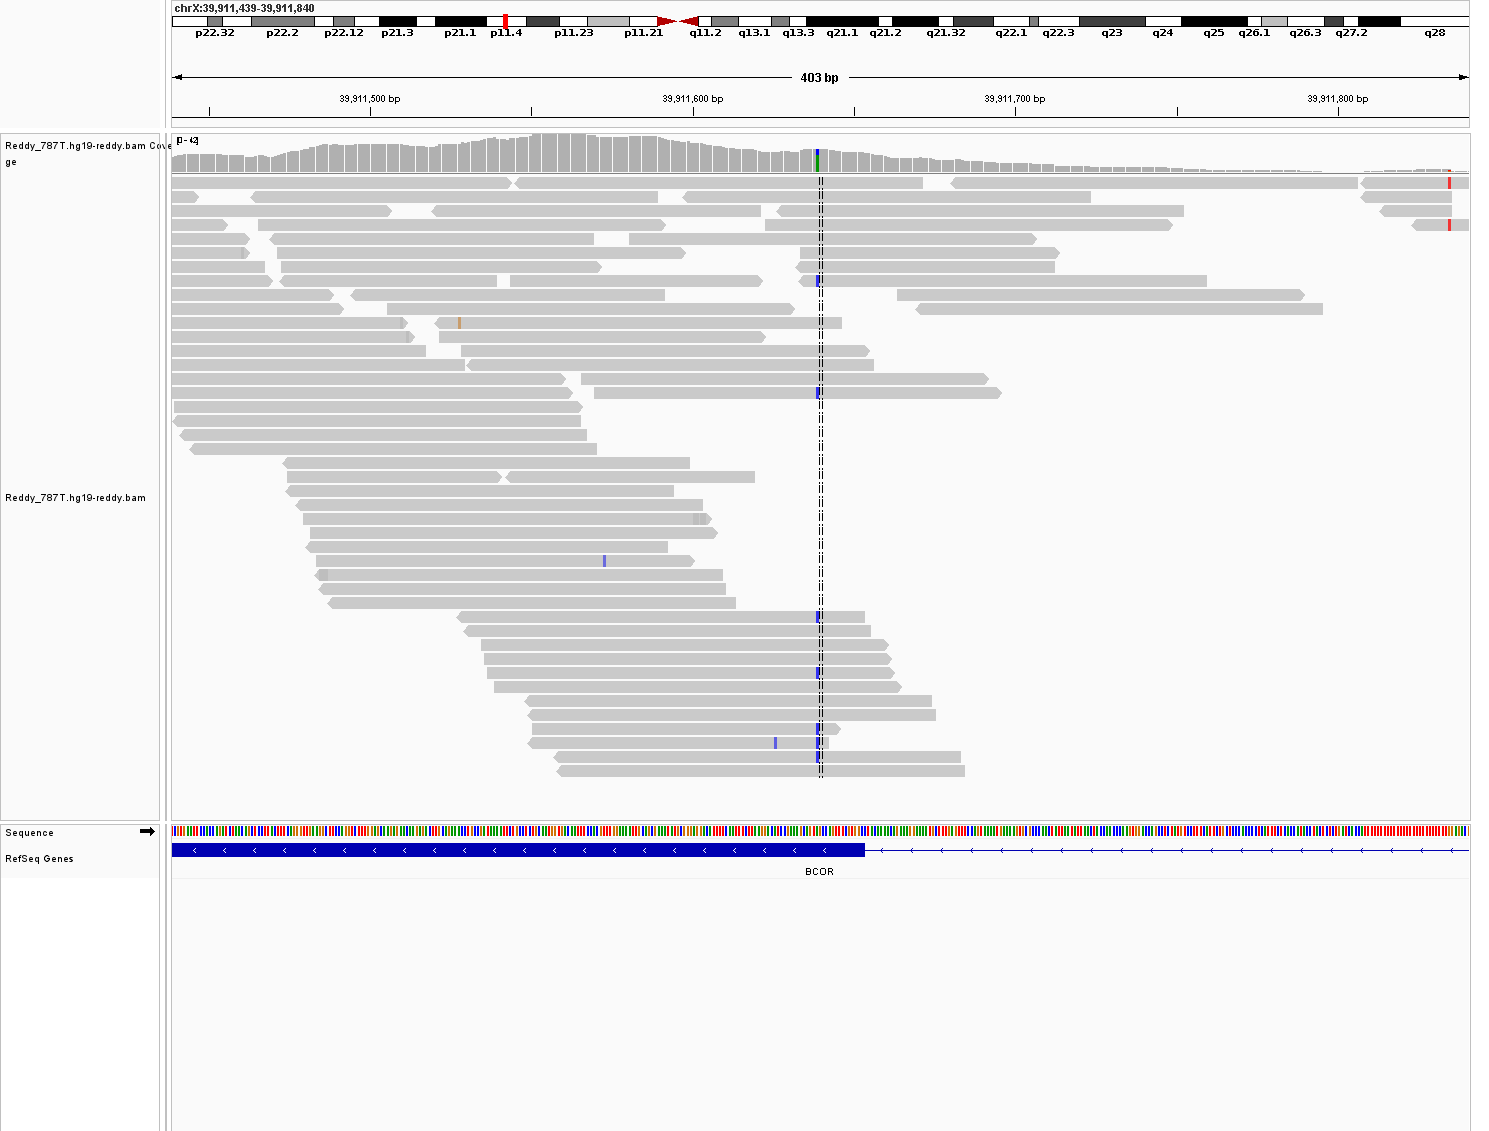 chrX:39,911,439-39,911,840
p22.32 p22.2 p22.12 p21.3 p21.1 p11.4 p11.23 p11.21 q11.2 q13.1 q13.3 q21.1 q21.2 q21.32 q22.1 q22.3 q23 q24 q25 q26.1 q26.3 q27.2 q28
403 bp
39,911,500 bp 39,911,600 bp 39,911,700 bp 39,911,800 bp
Reddy_787T.hg19-reddy.bam Cove
ge
[0 - 42]
Reddy_787T.hg19-reddy.bam
Sequence
RefSeq Genes
BCOR